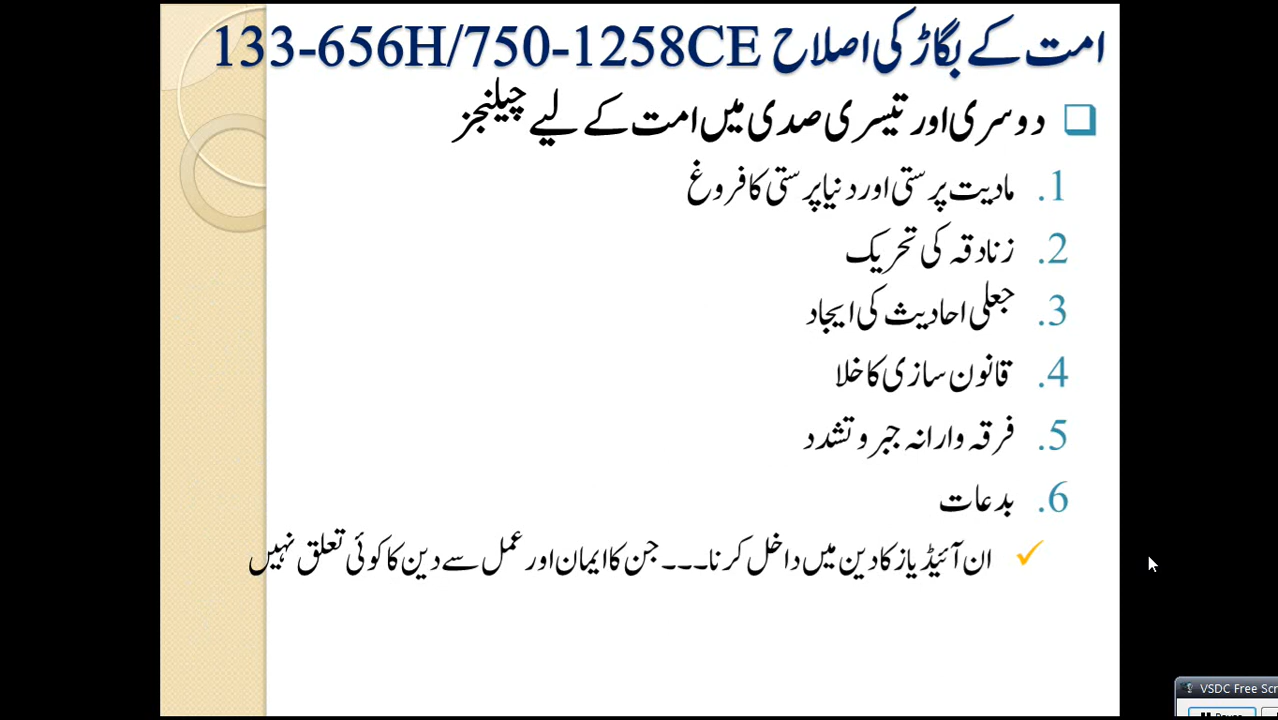 امت کے بگاڑ کی اصلاح 133-656H/750-1258CE
دوسری اور تیسری صدی میں امت کے لیے چیلنجز
1. مادیت پرستی اور دنیا پرستی کا فروغ
2. زنادقہ کی تحریک
3. جعلی احادیث کی ایجاد
4. قانون سازی کا خلا
5. فرقہ وارانہ جبر و تشدد
6. بدعات
✓ ان آئیڈیاز کا دین میں داخل کرنا۔۔۔ جن کا ایمان اور عمل سے دین کا کوئی تعلق نہیں
VSDC Free Scr